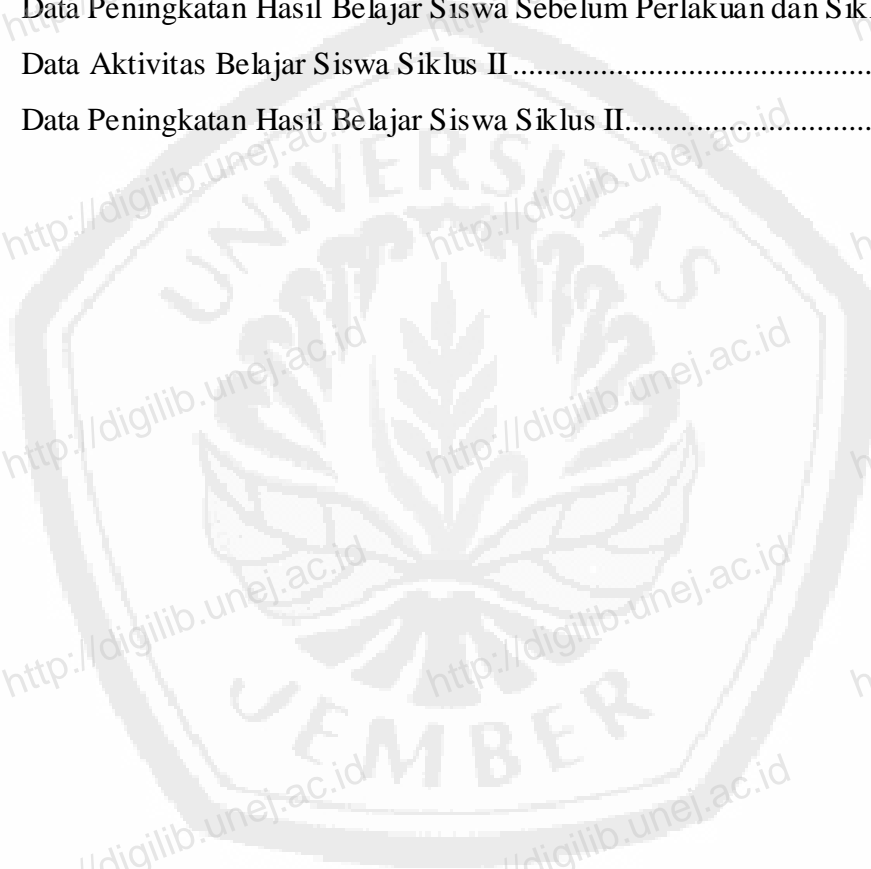 Data Peningkatan Hasil Belajar Siswa Sebelum Perlakuan dan
Data Aktivitas Belajar Siswa Siklus II ............................................
Data Peningkatan Hasil Belajar Siswa Siklus II..............................
http://digilib.unej.ac.id http://digilib.unej.ac.id
UNIVERSITAS
http://digilib.unej.ac.id http://digilib.unej.ac.id
http://digilib.unej.ac.id http://digilib.unej.ac.id
JEMBER
//digilib.unej.ac.id //digilib.unej.ac.id